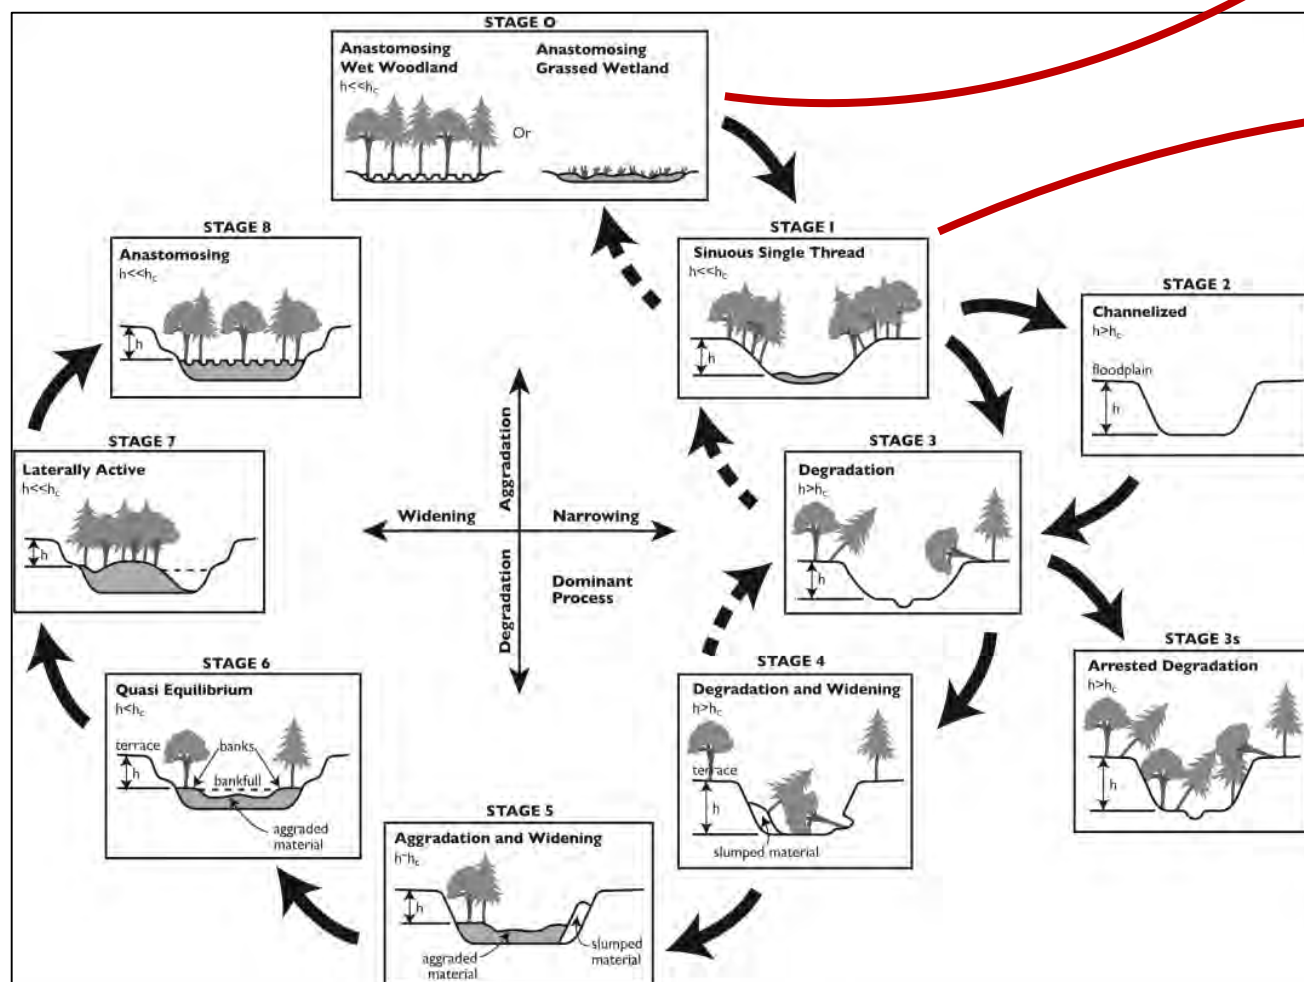 STAGE O
Anastomosing
Wet Woodland
h<<hc
Or
Anastomosing
Grassed Wetland
STAGE I
Sinuous Single Thread
h<<hc
h
STAGE 2
Channelized
h>hc
floodplain
h
STAGE 3
Degradation
h>hc
h
STAGE 3s
Arrested Degradation
h>hc
h
STAGE 4
Degradation and Widening
h>hc
terrace
h
slumped material
STAGE 5
Aggradation and Widening
h~hc
h
aggraded
material
slumped
material
STAGE 6
Quasi Equilibrium
h<hc
terrace
banks
h
bankfull
aggraded
material
STAGE 7
Laterally Active
h<<hc
h
STAGE 8
Anastomosing
h<<hc
h
Aggradation
Widening
Narrowing
Degradation
Dominant
Process